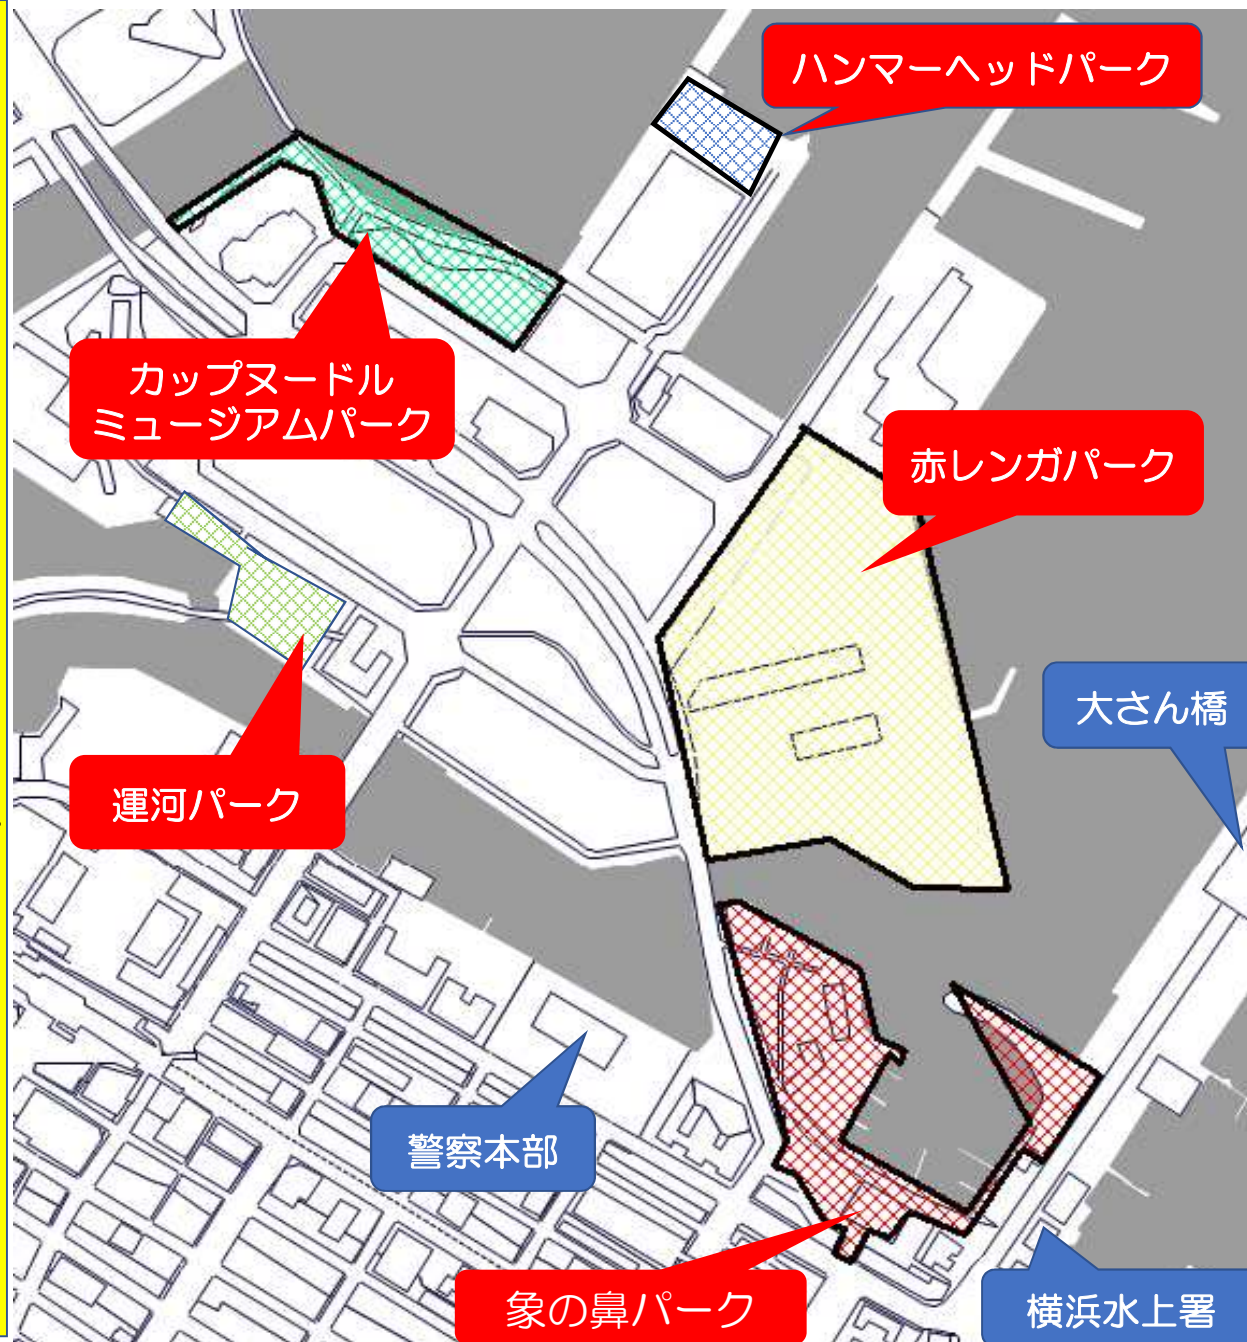 ハンマーヘッドパーク
カップヌードル
ミュージアムパーク
赤レンガパーク
大さん橋
運河パーク
警察本部
象の鼻パーク
横浜水上署